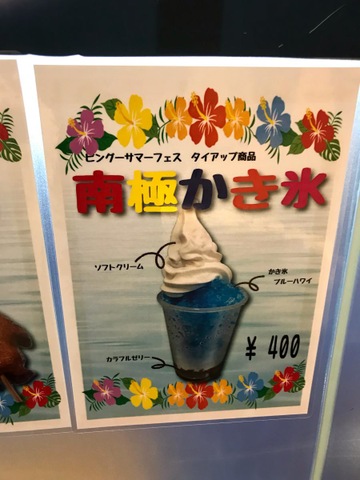 ピングーサマーフェス タイアップ商品
南極かき氷
ソフトクリーム
かき氷
ブルーハワイ
カラフルゼリー
¥ 400